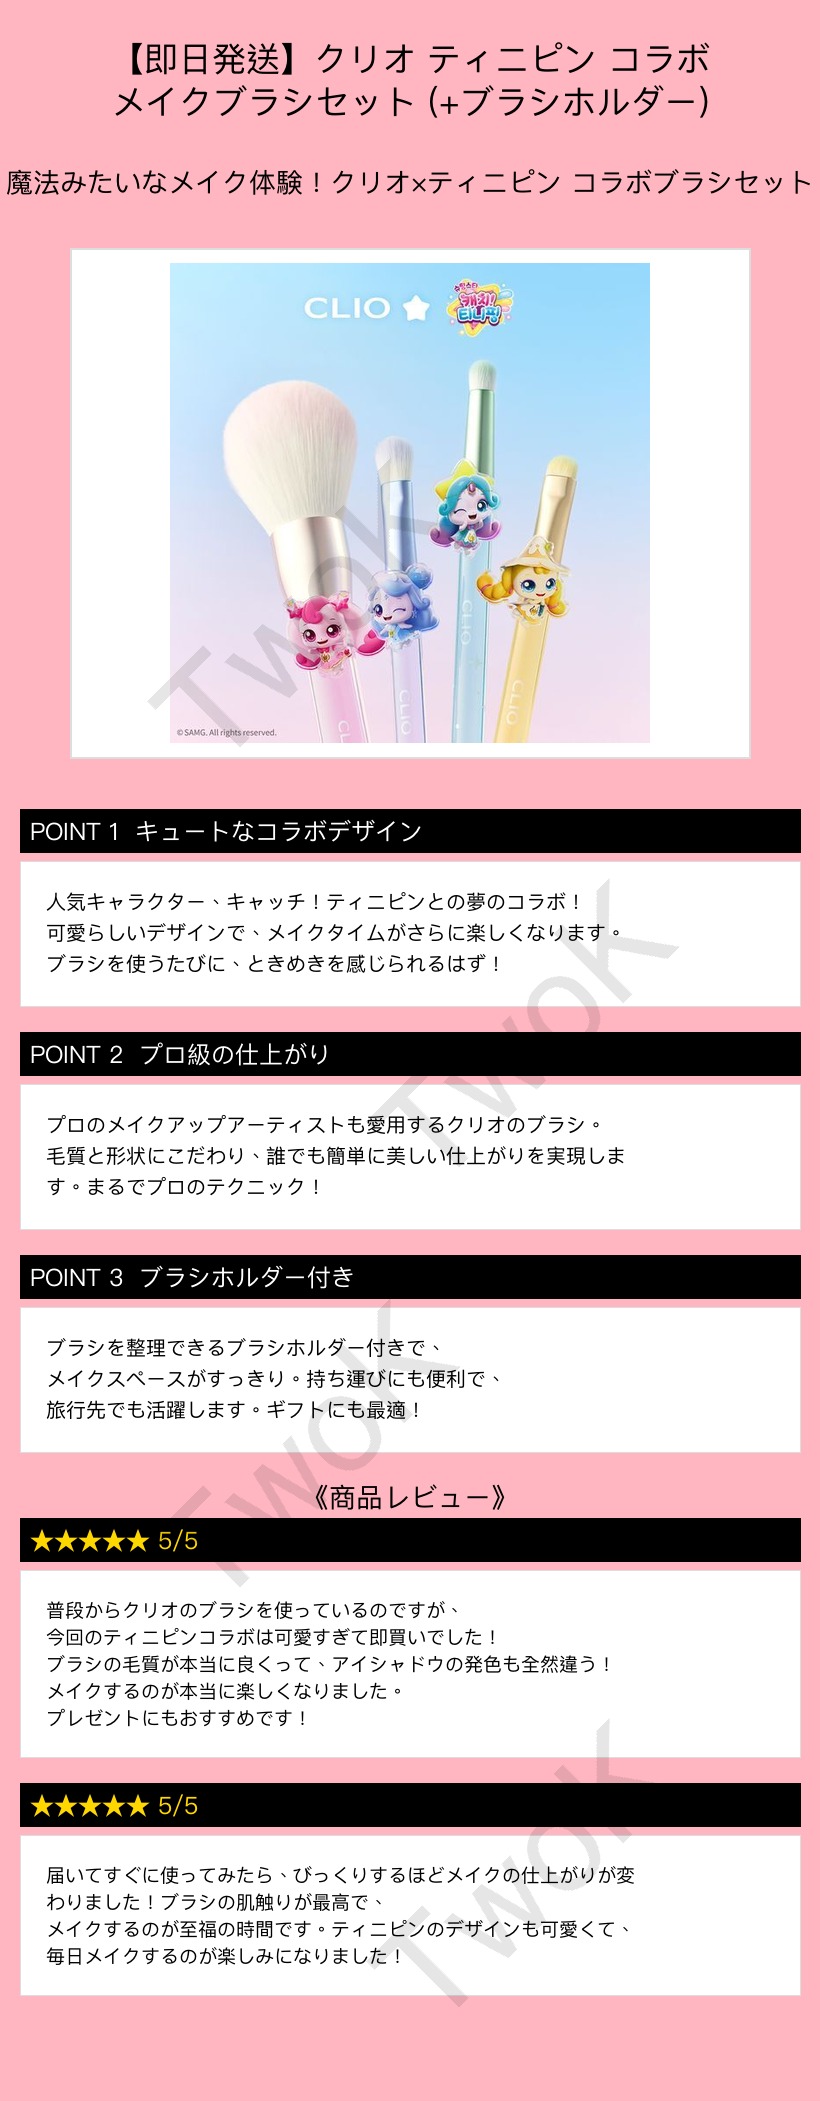 【即日発送】クリオ ティニピン コラボ
メイクブラシセット (+ブラシホルダー)
魔法みたいなメイク体験！クリオ×ティニピン コラボブラシセット
CLIO
슈팅스타
캐치!
티니핑
CLIO
CLIO
CLIO
CLIO
© SAMG. All rights reserved.
TwoK
POINT 1 キュートなコラボデザイン
人気キャラクター、キャッチ！ティニピンとの夢のコラボ！
可愛らしいデザインで、メイクタイムがさらに楽しくなります。
ブラシを使うたびに、ときめきを感じられるはず！
TwoK
POINT 2 プロ級の仕上がり
プロのメイクアップアーティストも愛用するクリオのブラシ。
毛質と形状にこだわり、誰でも簡単に美しい仕上がりを実現しま
す。まるでプロのテクニック！
POINT 3 ブラシホルダー付き
ブラシを整理できるブラシホルダー付きで、
メイクスペースがすっきり。持ち運びにも便利で、
旅行先でも活躍します。ギフトにも最適！
TwoK
《商品レビュー》
★★★★★ 5/5
普段からクリオのブラシを使っているのですが、
今回のティニピンコラボは可愛すぎて即買いでした！
ブラシの毛質が本当に良くって、アイシャドウの発色も全然違う！
メイクするのが本当に楽しくなりました。
プレゼントにもおすすめです！
★★★★★ 5/5
届いてすぐに使ってみたら、びっくりするほどメイクの仕上がりが変
わりました！ブラシの肌触りが最高で、
メイクするのが至福の時間です。ティニピンのデザインも可愛くて、
毎日メイクするのが楽しみになりました！
TwoK